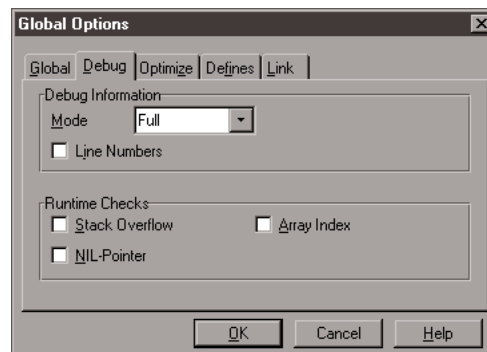 Global Options
Global Debug Optimize Defines Link
Debug Information
Mode Full
Line Numbers
Runtime Checks
Stack Overflow Array Index
NIL-Pointer
OK Cancel Help